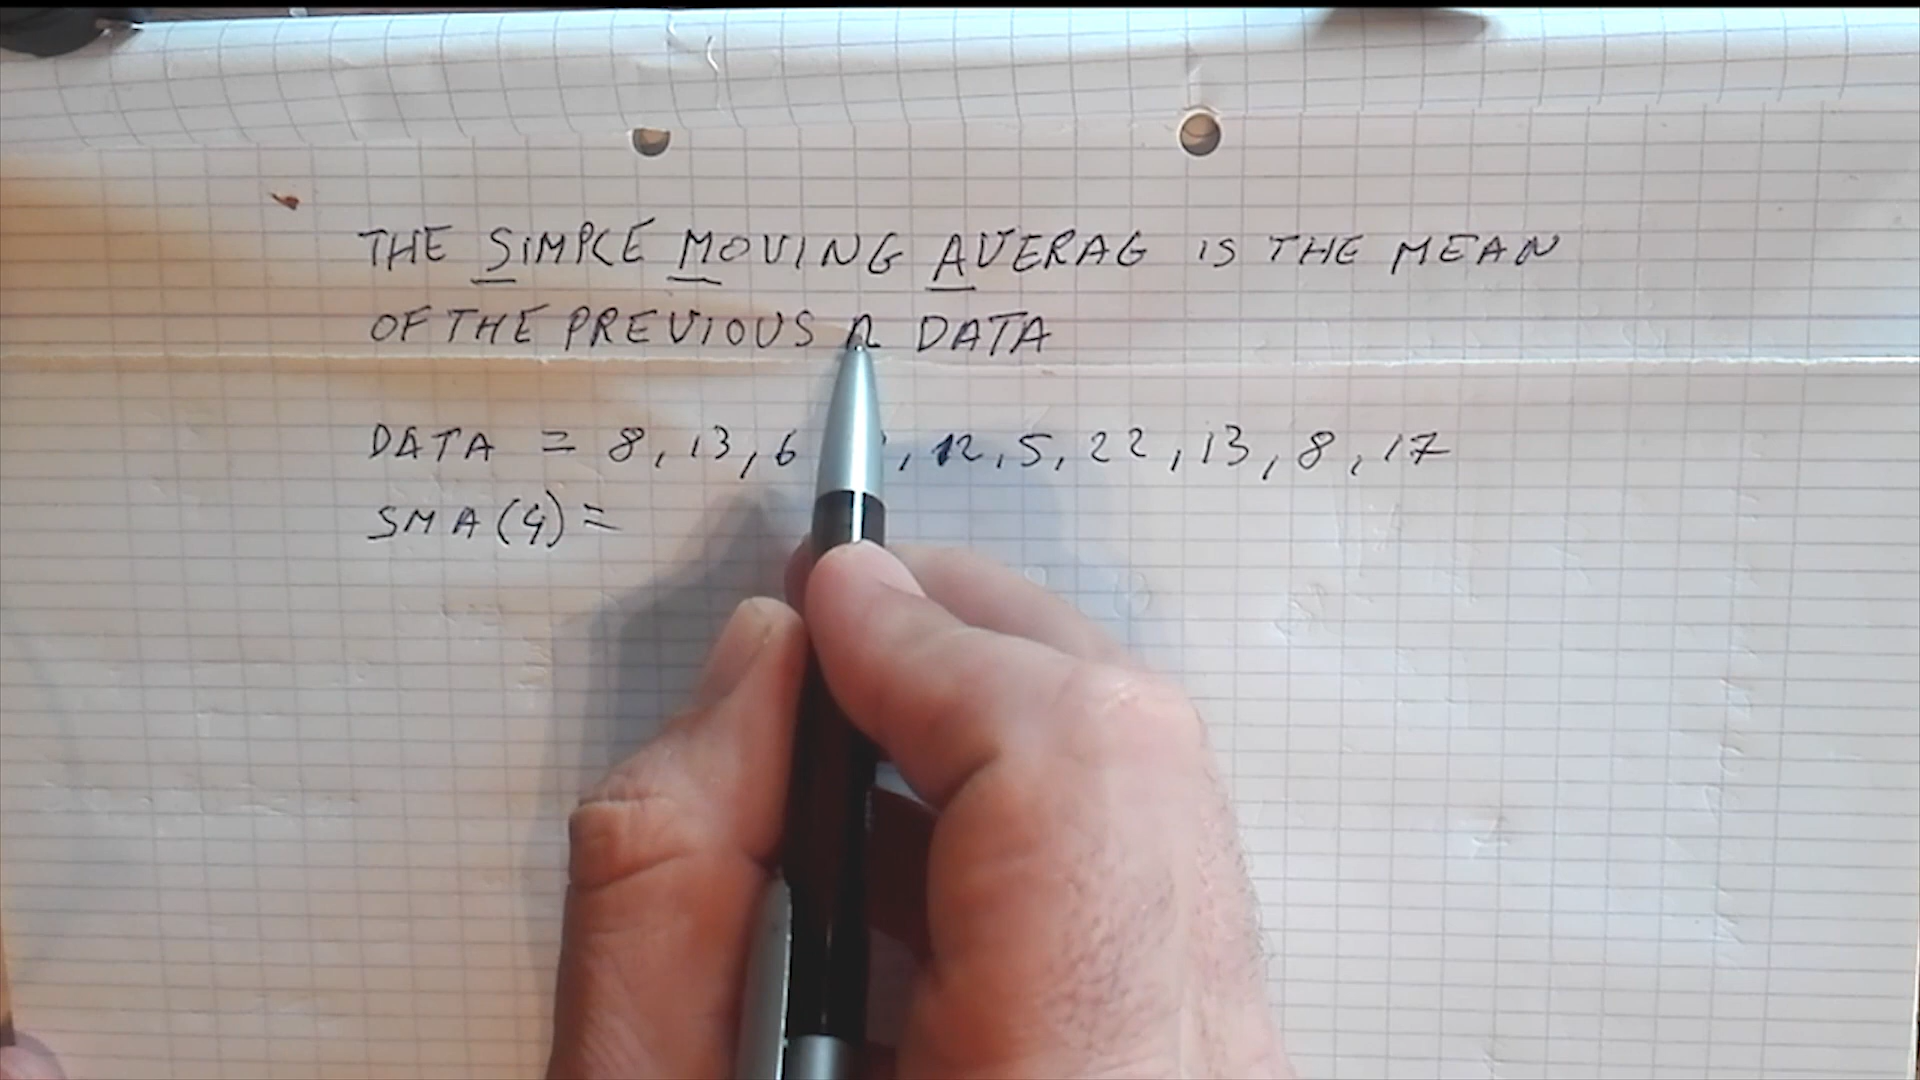 THE SIMPLE MOVING AVERAG IS THE MEAN
OF THE PREVIOUS n DATA
DATA = 8, 13, 6 , 12, 5, 22, 13, 8, 17
SMA(4)=